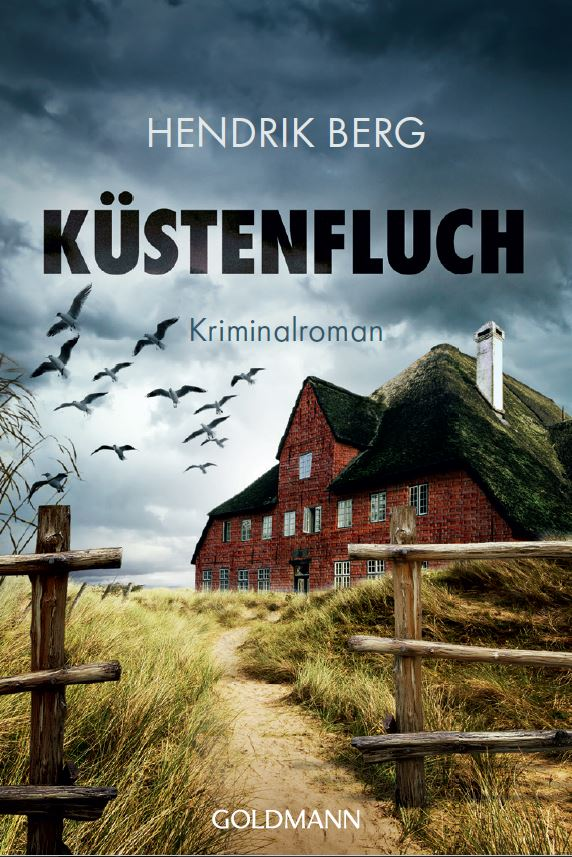 HENDRIK BERG
KÜSTENFLUCH
Kriminalroman
GOLDMANN